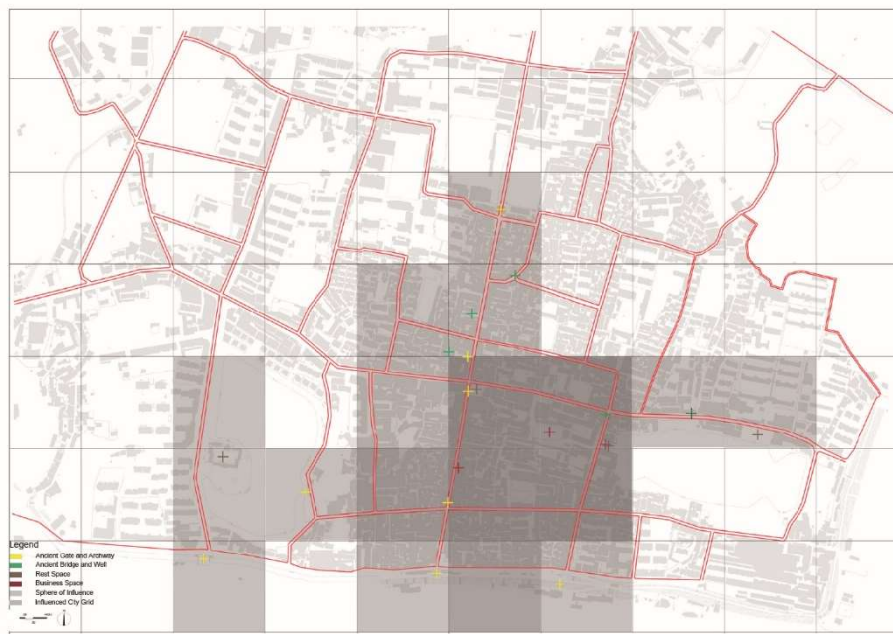 Legend
Ancient Gate and Archway
Ancient Bridge and Well
Rest Space
Business Space
Sphere of Influence
Influenced City Grid